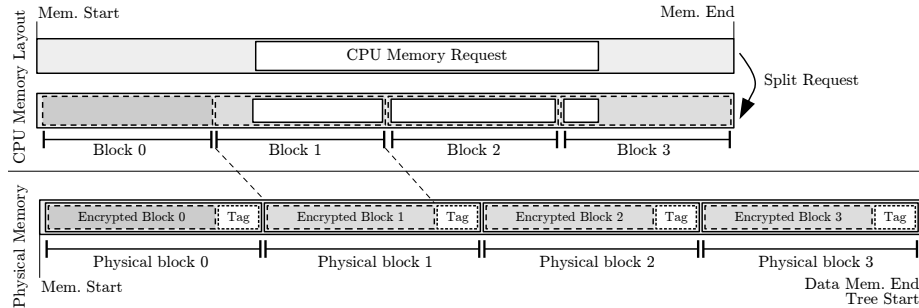 Mem. Start
Mem. End
CPU Memory Layout
CPU Memory Request
Split Request
Block 0
Block 1
Block 2
Block 3
Physical Memory
Encrypted Block 0
Tag
Encrypted Block 1
Tag
Encrypted Block 2
Tag
Encrypted Block 3
Tag
Physical block 0
Physical block 1
Physical block 2
Physical block 3
Mem. Start
Data Mem. End
Tree Start